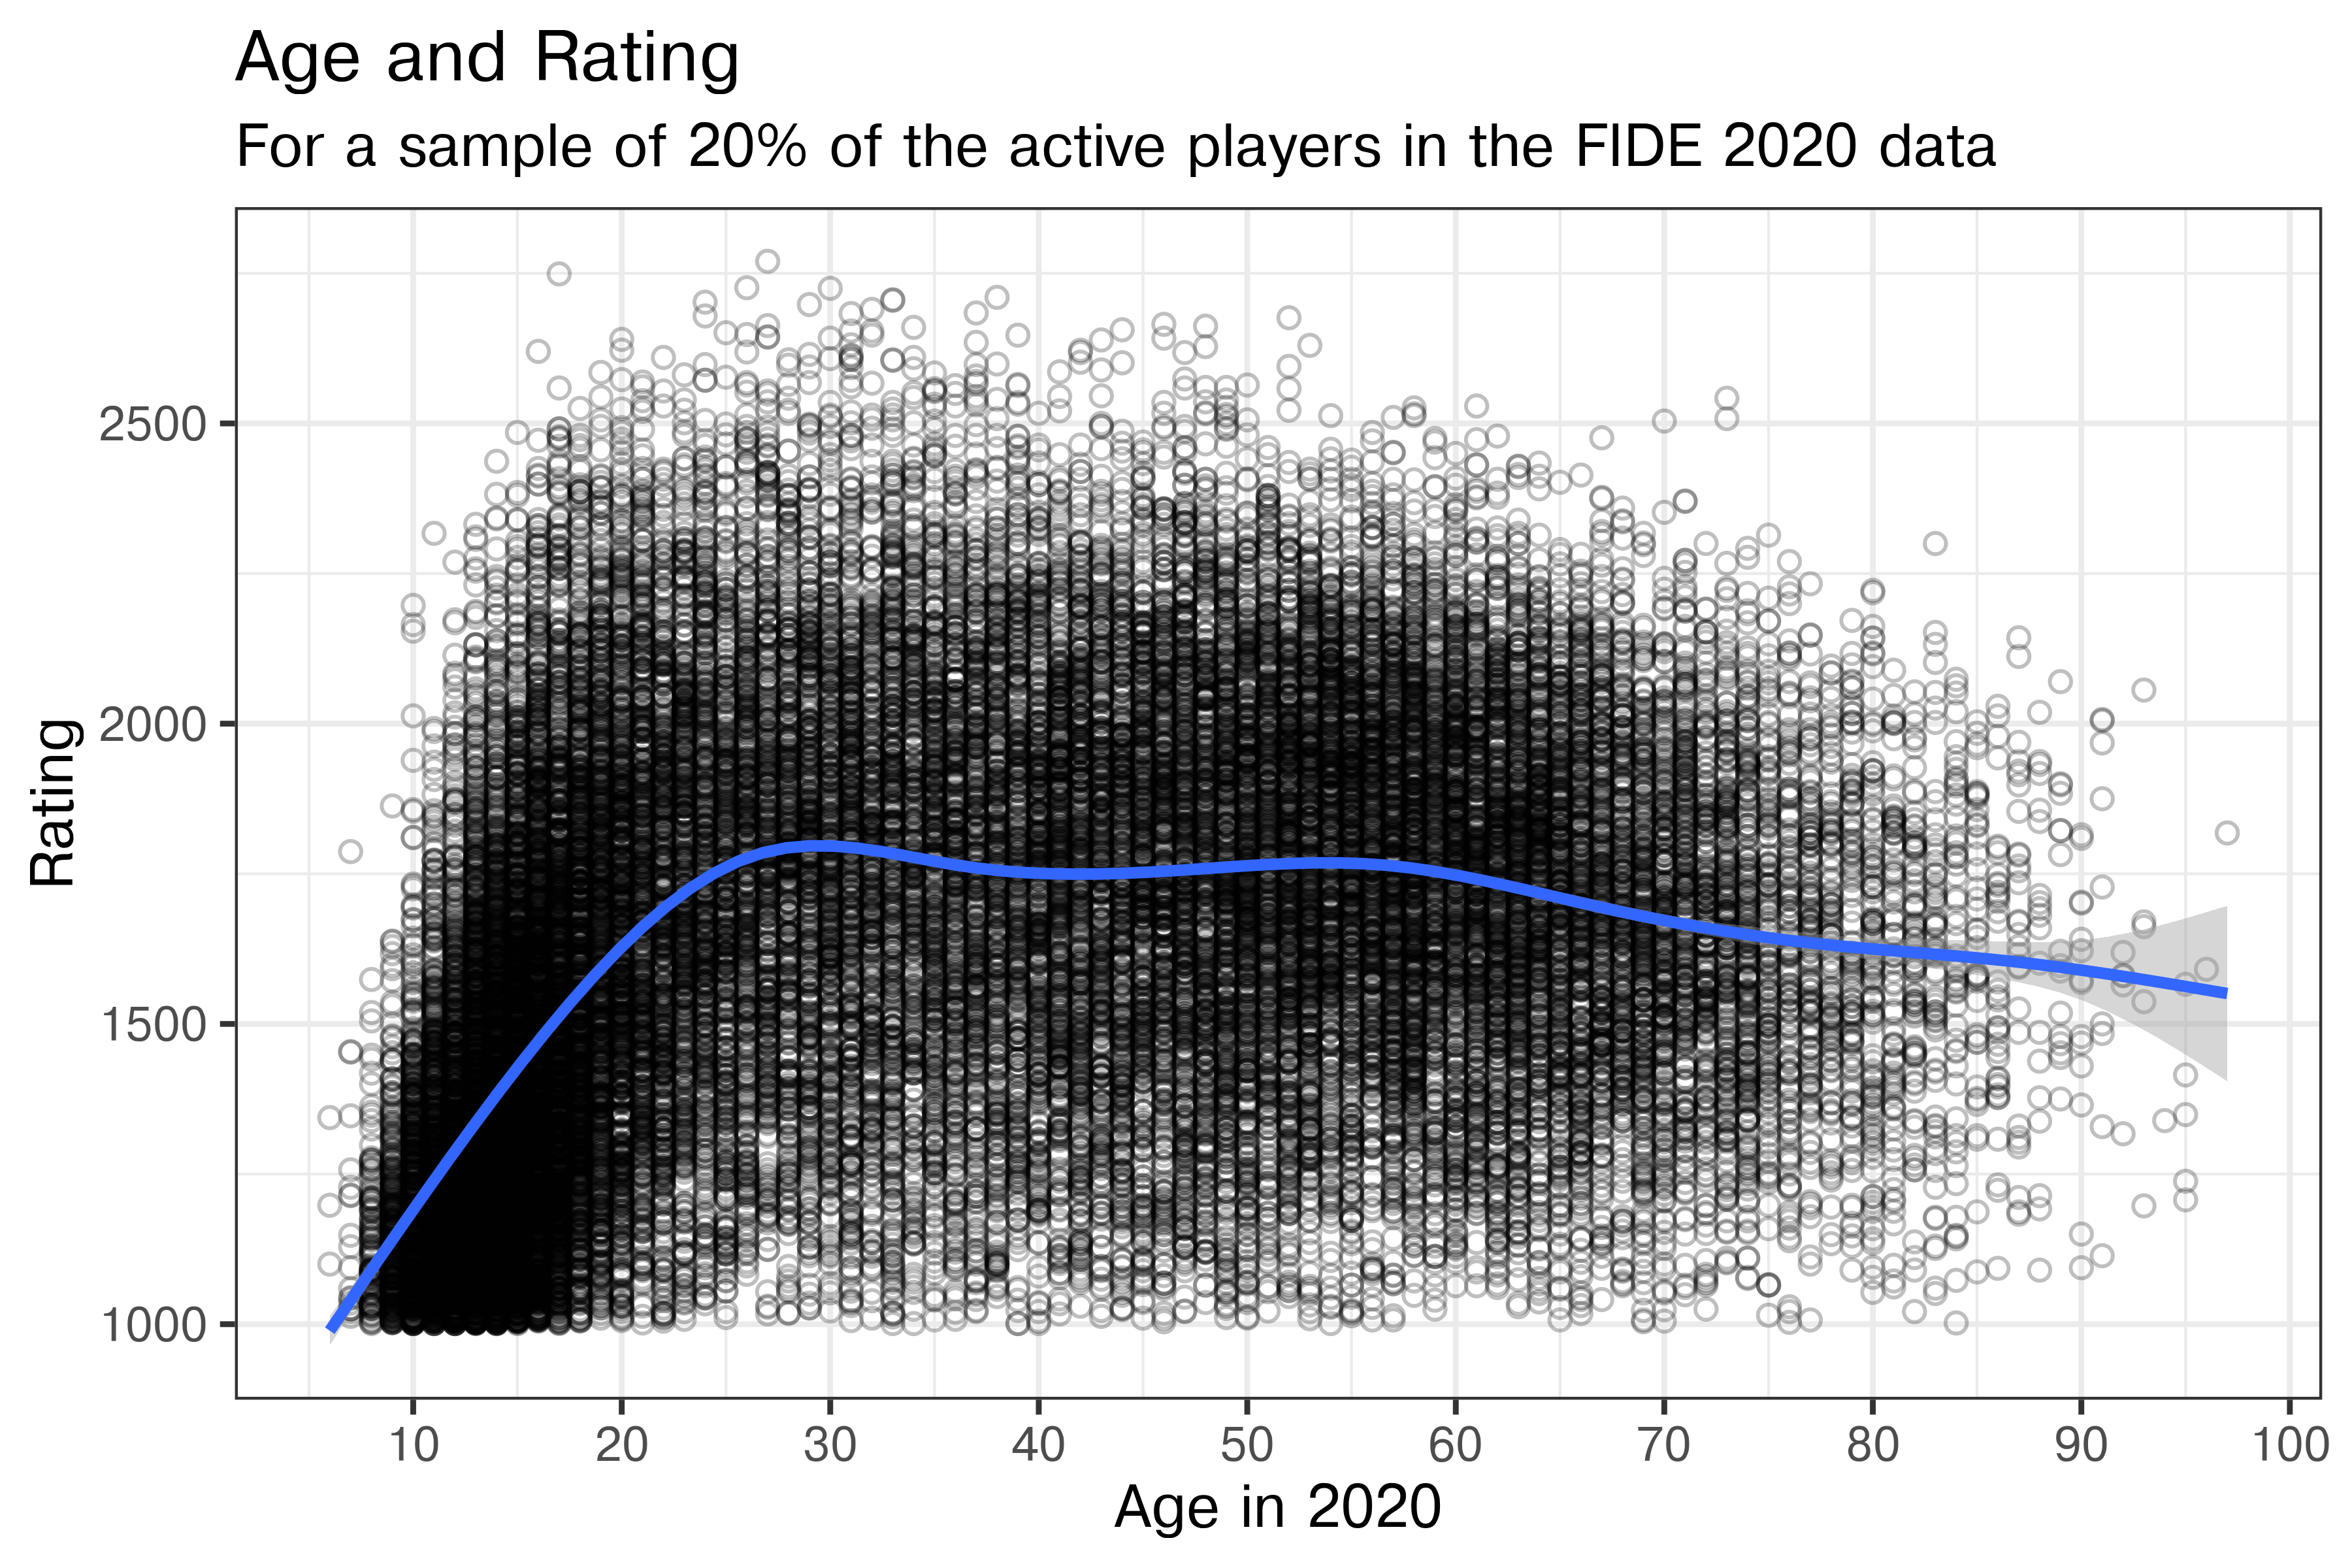 Age and Rating
For a sample of 20% of the active players in the FIDE 2020 data
Rating
2500
2000
1500
1000
10 20 30 40 50 60 70 80 90 100
Age in 2020